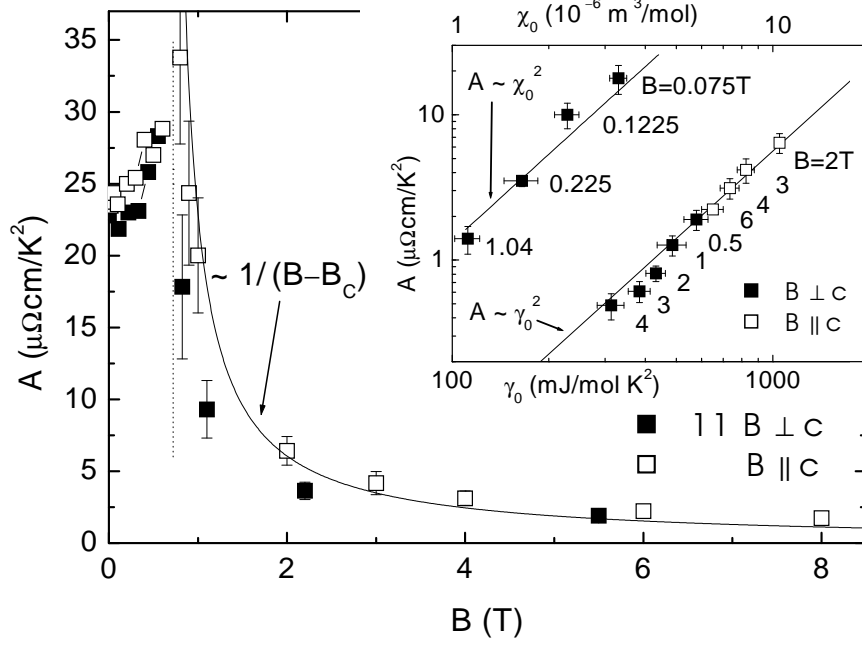 A (μΩcm/K²)
35
30
25
20
15
10
5
0
0
2
4
6
8
B (T)
~ 1/(B−B_C)
11 B ⊥ c
B ∥ c
χ₀ (10⁻⁶ m³/mol)
1
10
A (μΩcm/K²)
10
1
100
1000
γ₀ (mJ/mol K²)
A ~ χ₀²
B=0.075T
0.1225
0.225
1.04
B=2T
3
4
6
0.5
1
2
3
4
A ~ γ₀²
B ⊥ c
B ∥ c